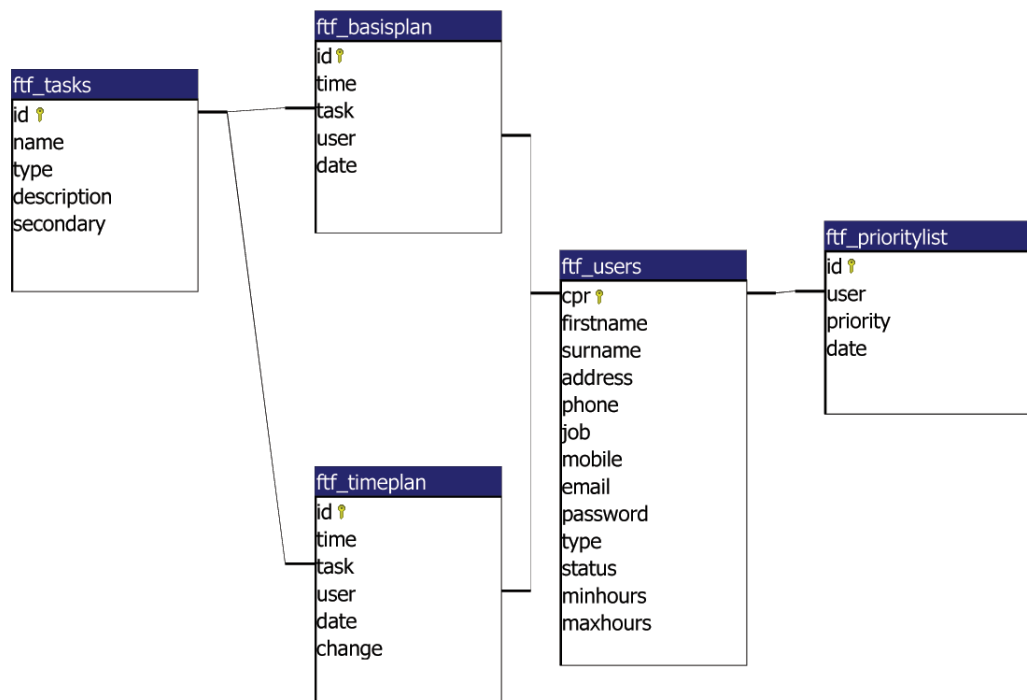 ftf_tasks
id
name
type
description
secondary
ftf_basisplan
id
time
task
user
date
ftf_timeplan
id
time
task
user
date
change
ftf_users
cpr
firstname
surname
address
phone
job
mobile
email
password
type
status
minhours
maxhours
ftf_prioritylist
id
user
priority
date